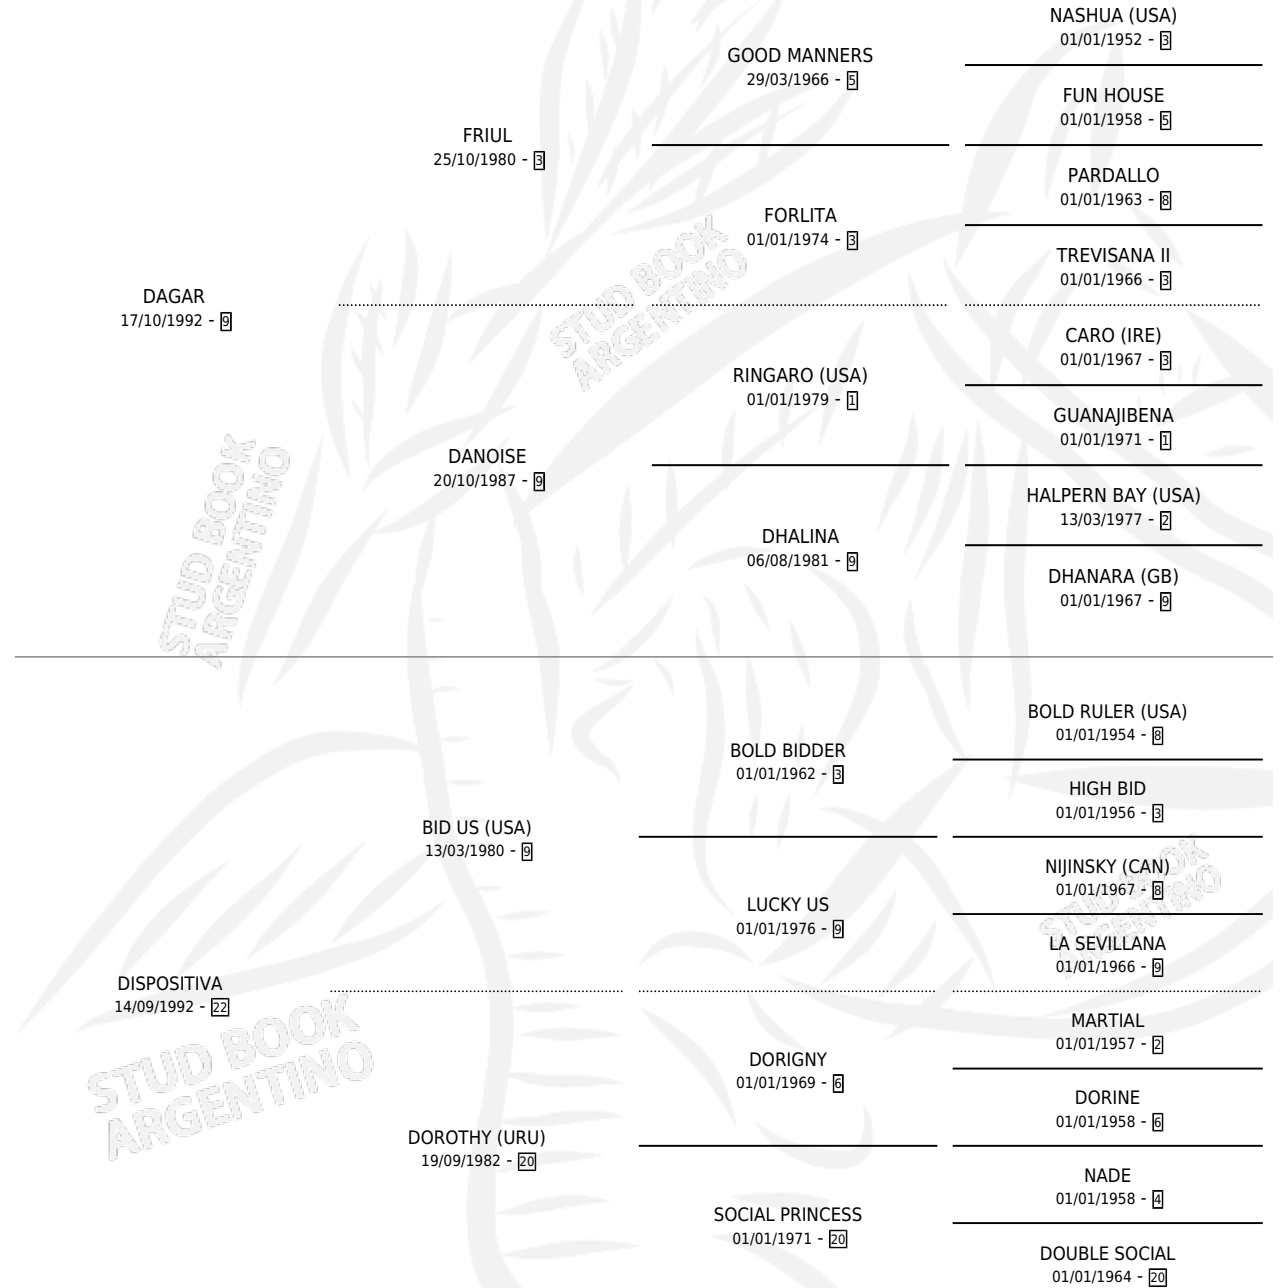 NASHUA (USA)
01/01/1952 - 3
GOOD MANNERS
29/03/1966 - 5
FUN HOUSE
01/01/1958 - 5
FRIUL
25/10/1980 - 3
PARDALLO
01/01/1963 - 8
FORLITA
01/01/1974 - 3
TREVISANA II
01/01/1966 - 3
STUD BOOK
ARGENTINO
DAGAR
17/10/1992 - 9
CARO (IRE)
01/01/1967 - 3
RINGARO (USA)
01/01/1979 - 1
GUANAJIBENA
01/01/1971 - 1
DANOISE
20/10/1987 - 9
HALPERN BAY (USA)
13/03/1977 - 2
DHALINA
06/08/1981 - 9
DHANARA (GB)
01/01/1967 - 9
STUD BOOK
ARGENTINO
BOLD RULER (USA)
01/01/1954 - 8
BOLD BIDDER
01/01/1962 - 3
HIGH BID
01/01/1956 - 3
BID US (USA)
13/03/1980 - 9
NIJINSKY (CAN)
01/01/1967 - 8
LUCKY US
01/01/1976 - 9
LA SEVILLANA
01/01/1966 - 9
STUD BOOK
ARGENTINO
DISPOSITIVA
14/09/1992 - 22
MARTIAL
01/01/1957 - 2
DORIGNY
01/01/1969 - 6
DORINE
01/01/1958 - 6
STUD BOOK
ARGENTINO
DOROTHY (URU)
19/09/1982 - 20
NADE
01/01/1958 - 4
SOCIAL PRINCESS
01/01/1971 - 20
DOUBLE SOCIAL
01/01/1964 - 20